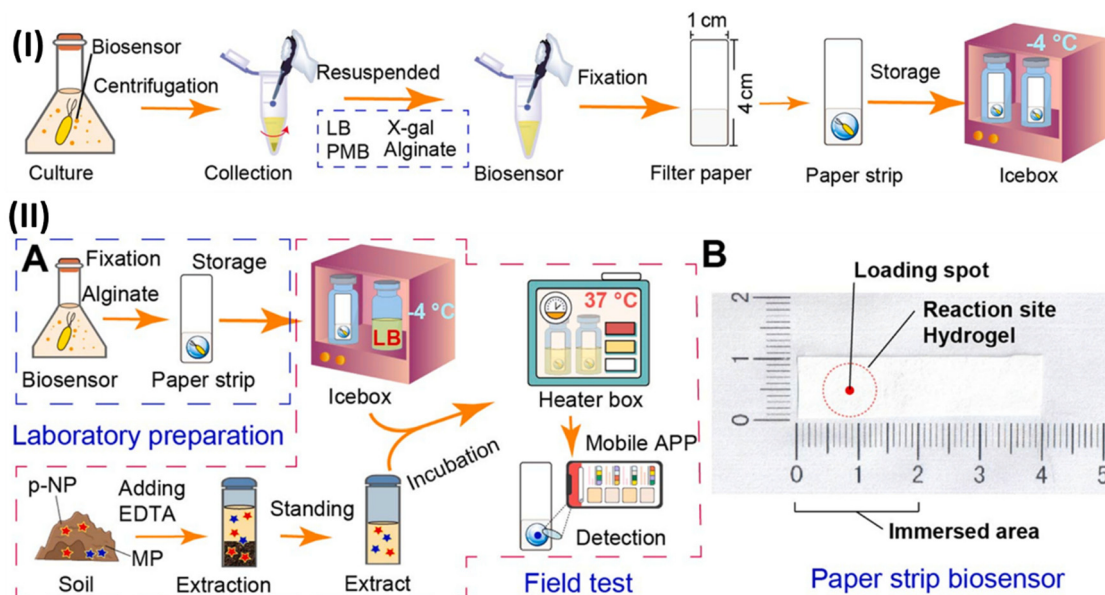 (I)
Biosensor
Centrifugation
Culture
Collection
Resuspended
LB X-gal
PMB Alginate
Biosensor
Fixation
1 cm
4 cm
Filter paper
Paper strip
Storage
-4 °C
Icebox
(II)
A
Fixation
Alginate
Storage
Biosensor
Paper strip
Laboratory preparation
-4 °C
LB
Icebox
37 °C
Heater box
Incubation
Mobile APP
Detection
p-NP
MP
Soil
Adding
EDTA
Extraction
Standing
Extract
Field test
B
Loading spot
Reaction site
Hydrogel
2
1
0
0 1 2 3 4 5
Immersed area
Paper strip biosensor